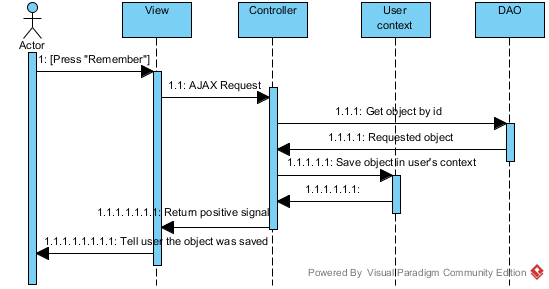 View
Controller
User
context
DAO
Actor
1: [Press "Remember"]
1.1: AJAX Request
1.1.1: Get object by id
1.1.1.1: Requested object
1.1.1.1.1: Save object in user's context
1.1.1.1.1.1:
1.1.1.1.1.1.1: Return positive signal
1.1.1.1.1.1.1.1: Tell user the object was saved
Powered By Visual Paradigm Community Edition